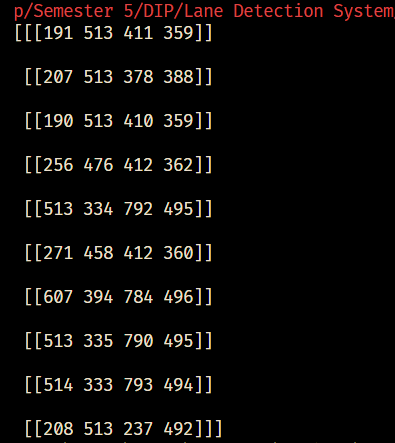 p/Semester 5/DIP/Lane Detection System
[[[191 513 411 359]]
[[207 513 378 388]]
[[190 513 410 359]]
[[256 476 412 362]]
[[513 334 792 495]]
[[271 458 412 360]]
[[607 394 784 496]]
[[513 335 790 495]]
[[514 333 793 494]]
[[208 513 237 492]]]